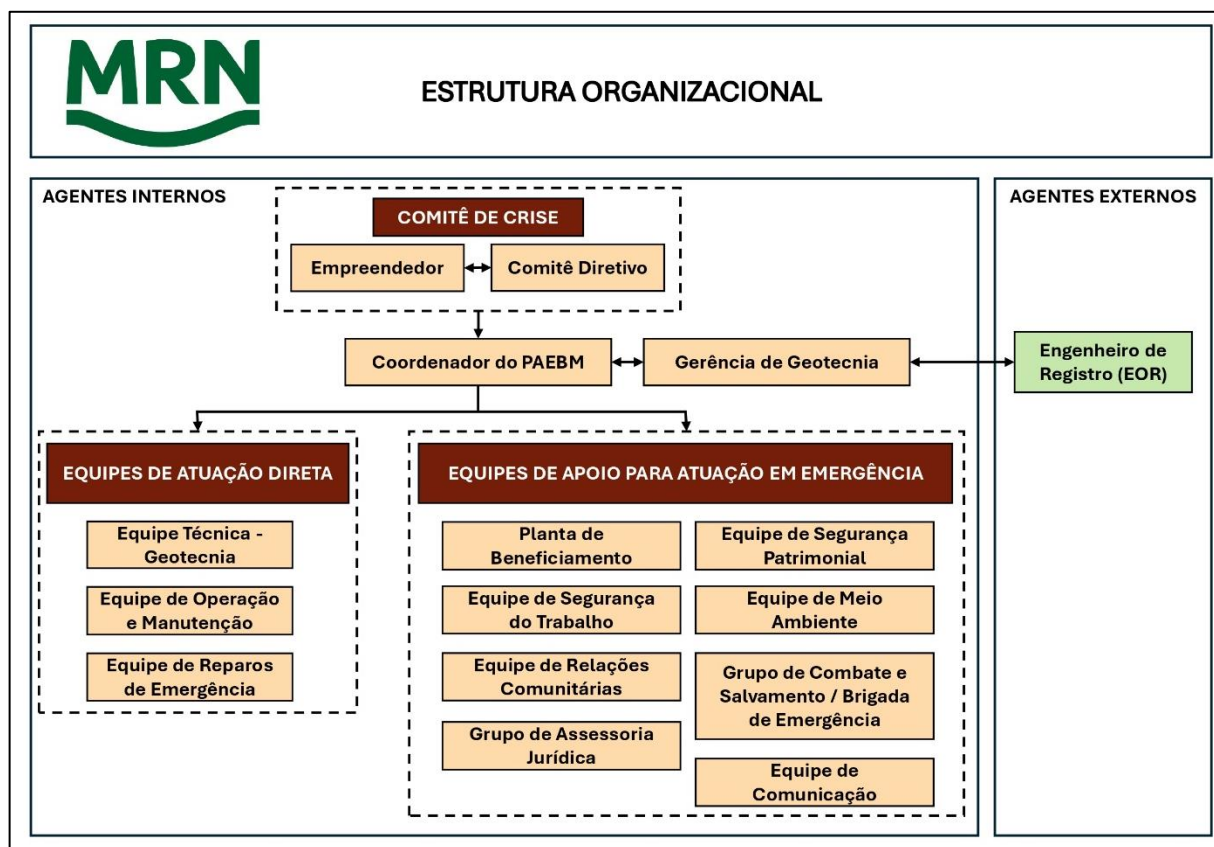 MRN
ESTRUTURA ORGANIZACIONAL
AGENTES INTERNOS
COMITÊ DE CRISE
Empreendedor
Comitê Diretivo
Coordenador do PAEBM
Gerência de Geotecnia
EQUIPES DE ATUAÇÃO DIRETA
Equipe Técnica -
Geotecnia
Equipe de Operação
e Manutenção
Equipe de Reparos
de Emergência
EQUIPES DE APOIO PARA ATUAÇÃO EM EMERGÊNCIA
Planta de
Beneficiamento
Equipe de Segurança
Patrimonial
Equipe de Segurança
do Trabalho
Equipe de Meio
Ambiente
Equipe de Relações
Comunitárias
Grupo de Combate e
Salvamento / Brigada
de Emergência
Grupo de Assessoria
Jurídica
Equipe de
Comunicação
AGENTES EXTERNOS
Engenheiro de
Registro (EOR)